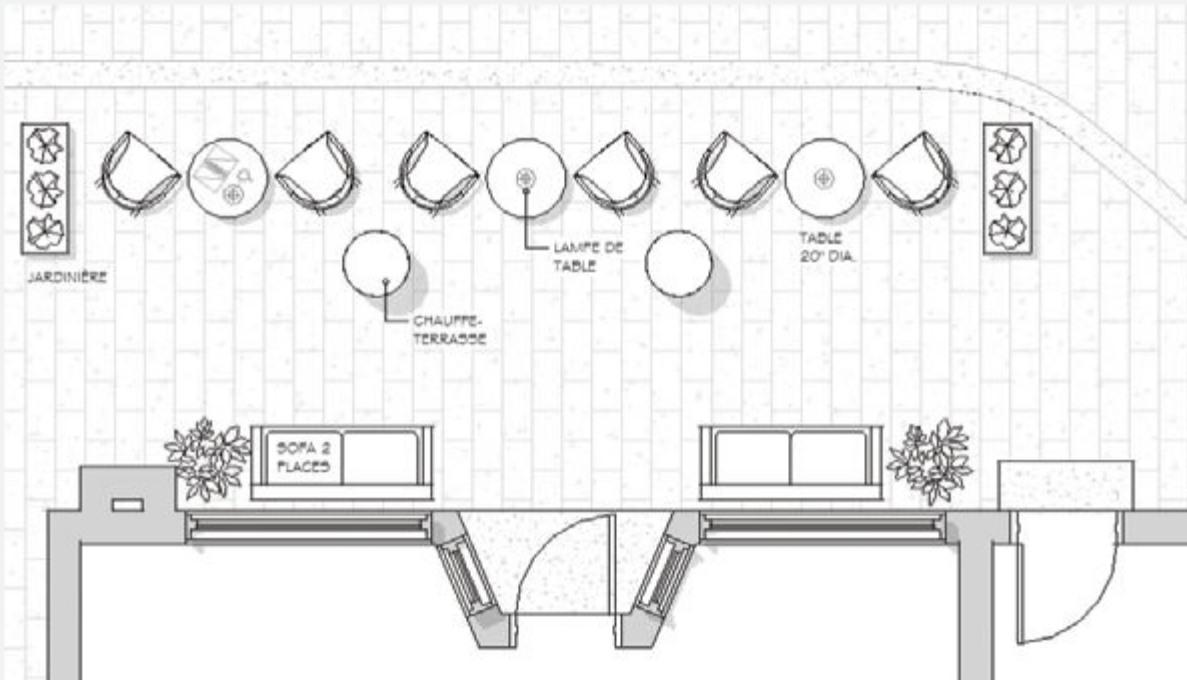 JARDINIÈRE
LAMPE DE
TABLE
TABLE
20" DIA.
CHAUFFE-
TERRASSE
SOFA 2
PLACES